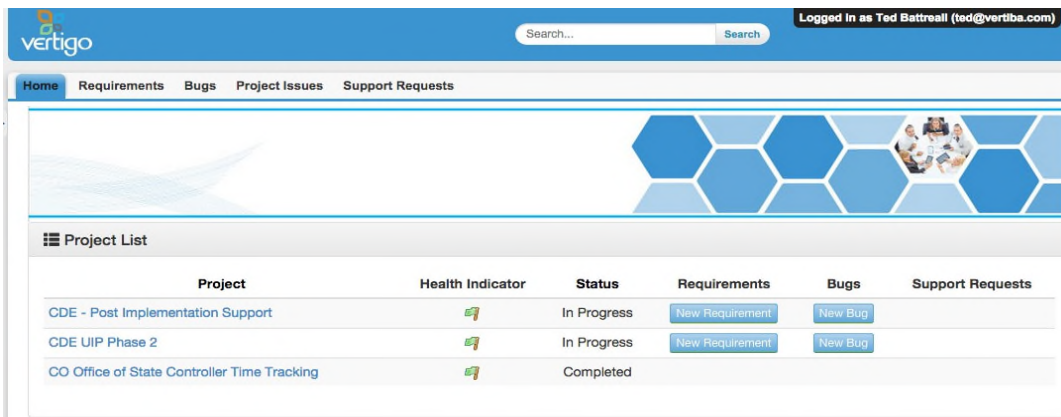 Logged in as Ted Battreall (ted@vertiba.com)
vertigo
Search... Search
Home Requirements Bugs Project Issues Support Requests
Project List
Project Health Indicator Status Requirements Bugs Support Requests
CDE - Post Implementation Support In Progress New Requirement New Bug
CDE UIP Phase 2 In Progress New Requirement New Bug
CO Office of State Controller Time Tracking Completed